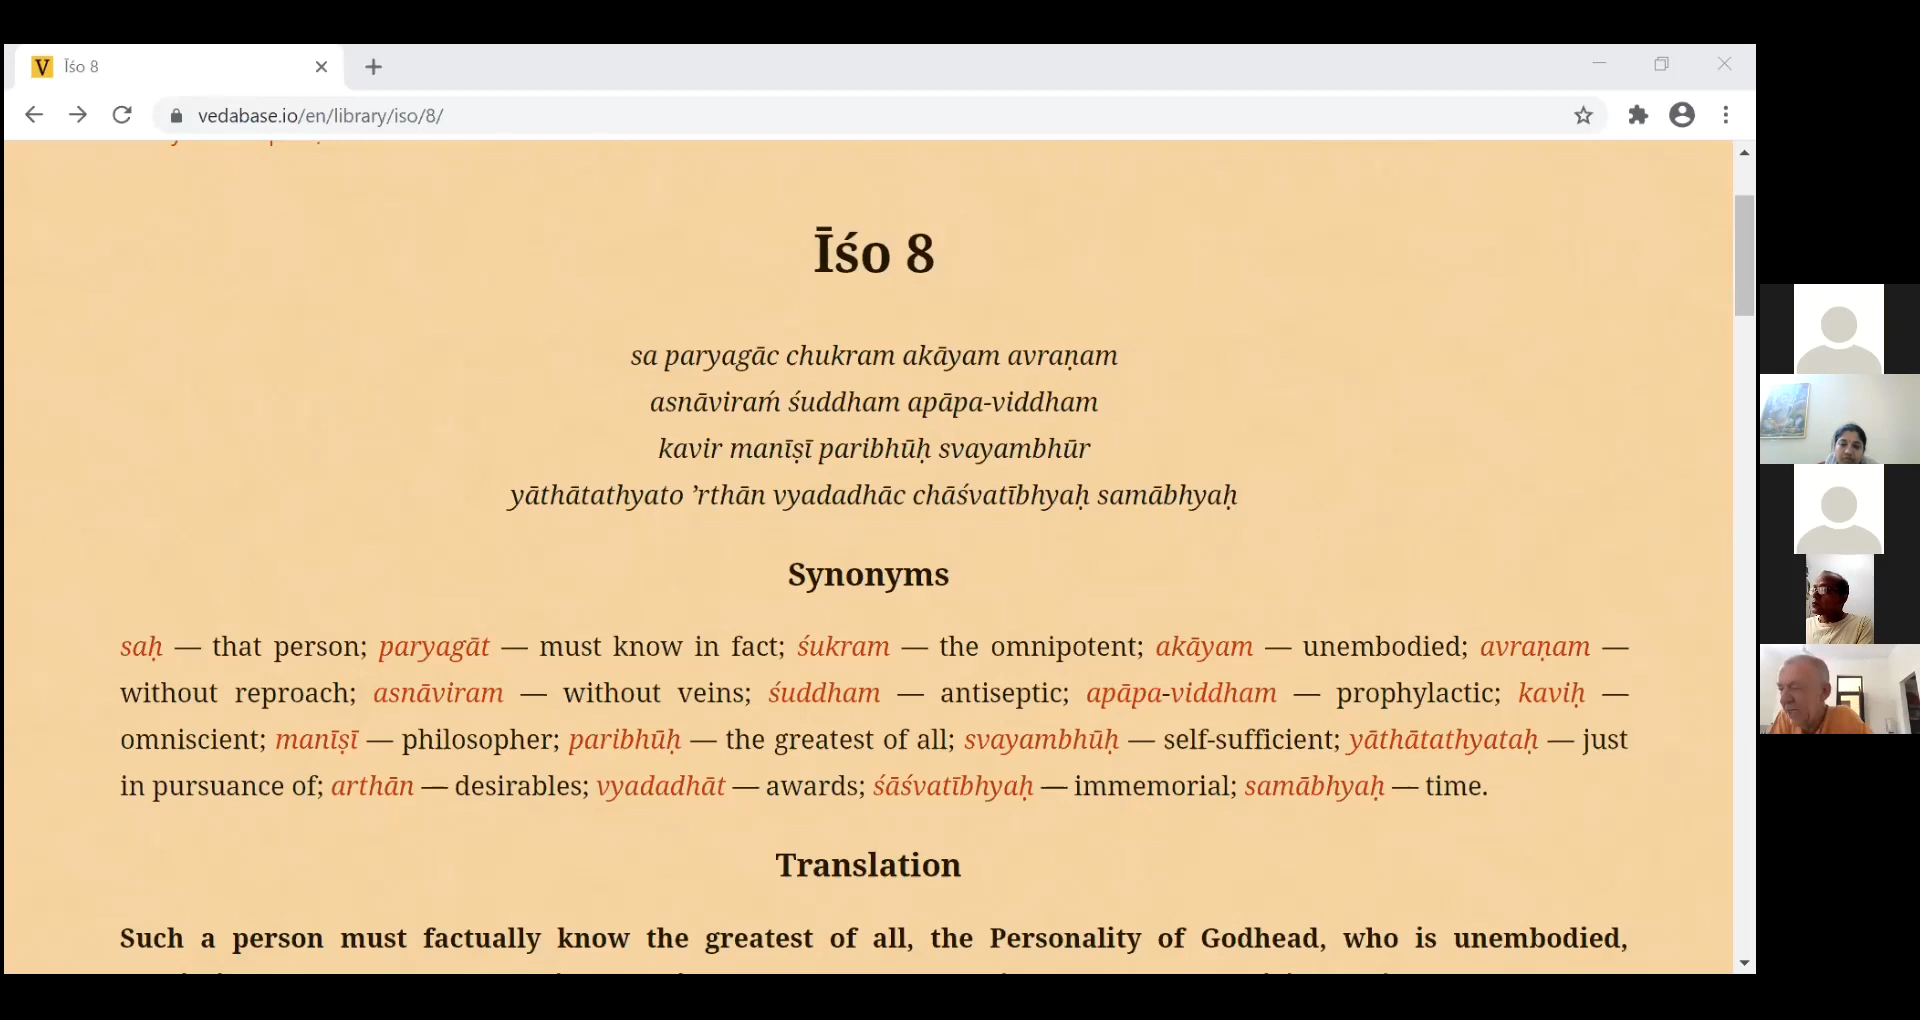 Īśo 8
vedabase.io/en/library/iso/8/
Īśo 8
sa paryagāc chukram akāyam avraṇam
asnāviraḿ śuddham apāpa-viddham
kavir manīṣī paribhūḥ svayambhūr
yāthātathyato ’rthān vyadadhāc chāśvatībhyaḥ samābhyaḥ
Synonyms
saḥ — that person; paryagāt — must know in fact; śukram — the omnipotent; akāyam — unembodied; avraṇam —
without reproach; asnāviram — without veins; śuddham — antiseptic; apāpa-viddham — prophylactic; kaviḥ —
omniscient; manīṣī — philosopher; paribhūḥ — the greatest of all; svayambhūḥ — self-sufficient; yāthātathyataḥ — just
in pursuance of; arthān — desirables; vyadadhāt — awards; śāśvatībhyaḥ — immemorial; samābhyaḥ — time.
Translation
Such a person must factually know the greatest of all, the Personality of Godhead, who is unembodied,